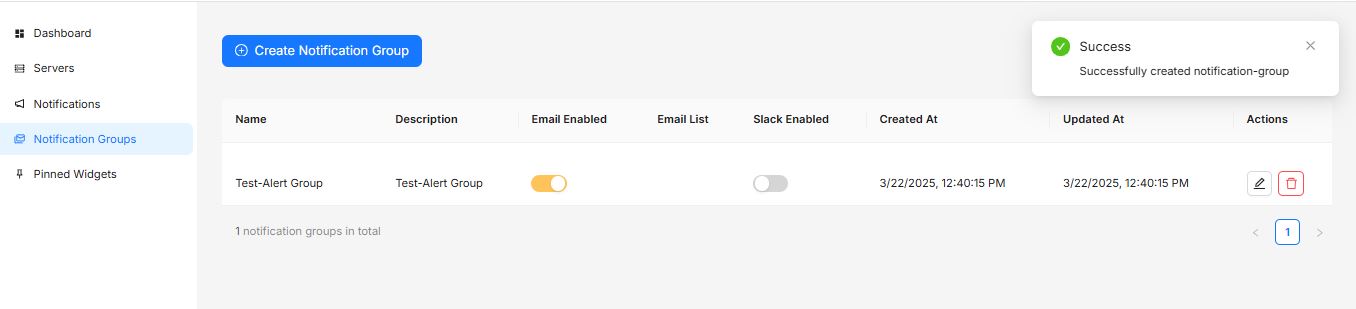 Dashboard
Servers
Notifications
Notification Groups
Pinned Widgets
Create Notification Group
Success
Successfully created notification-group
Name Description Email Enabled Email List Slack Enabled Created At Updated At Actions
Test-Alert Group Test-Alert Group 3/22/2025, 12:40:15 PM 3/22/2025, 12:40:15 PM
1 notification groups in total
1